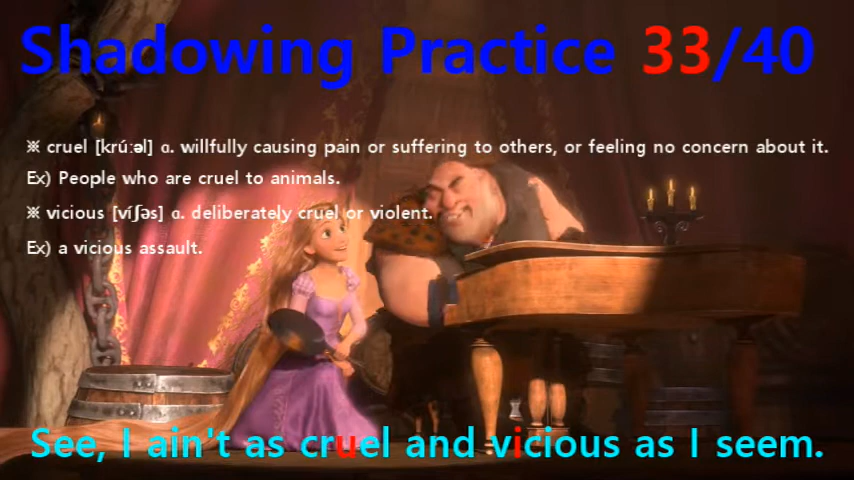 Shadowing Practice 33/40
※ cruel [krúːəl] a. willfully causing pain or suffering to others, or feeling no concern about it.
Ex) People who are cruel to animals.
※ vicious [víʃəs] a. deliberately cruel or violent.
Ex) a vicious assault.
See, I ain't as cruel and vicious as I seem.